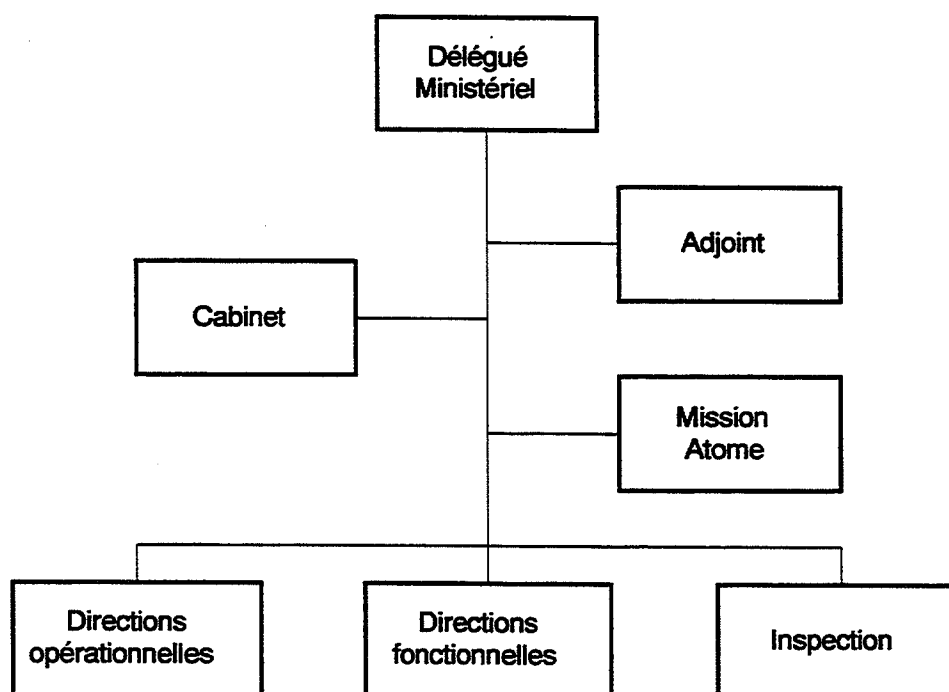 Délégué
Ministériel
Adjoint
Cabinet
Mission
Atome
Directions
opérationnelles
Directions
fonctionnelles
Inspection